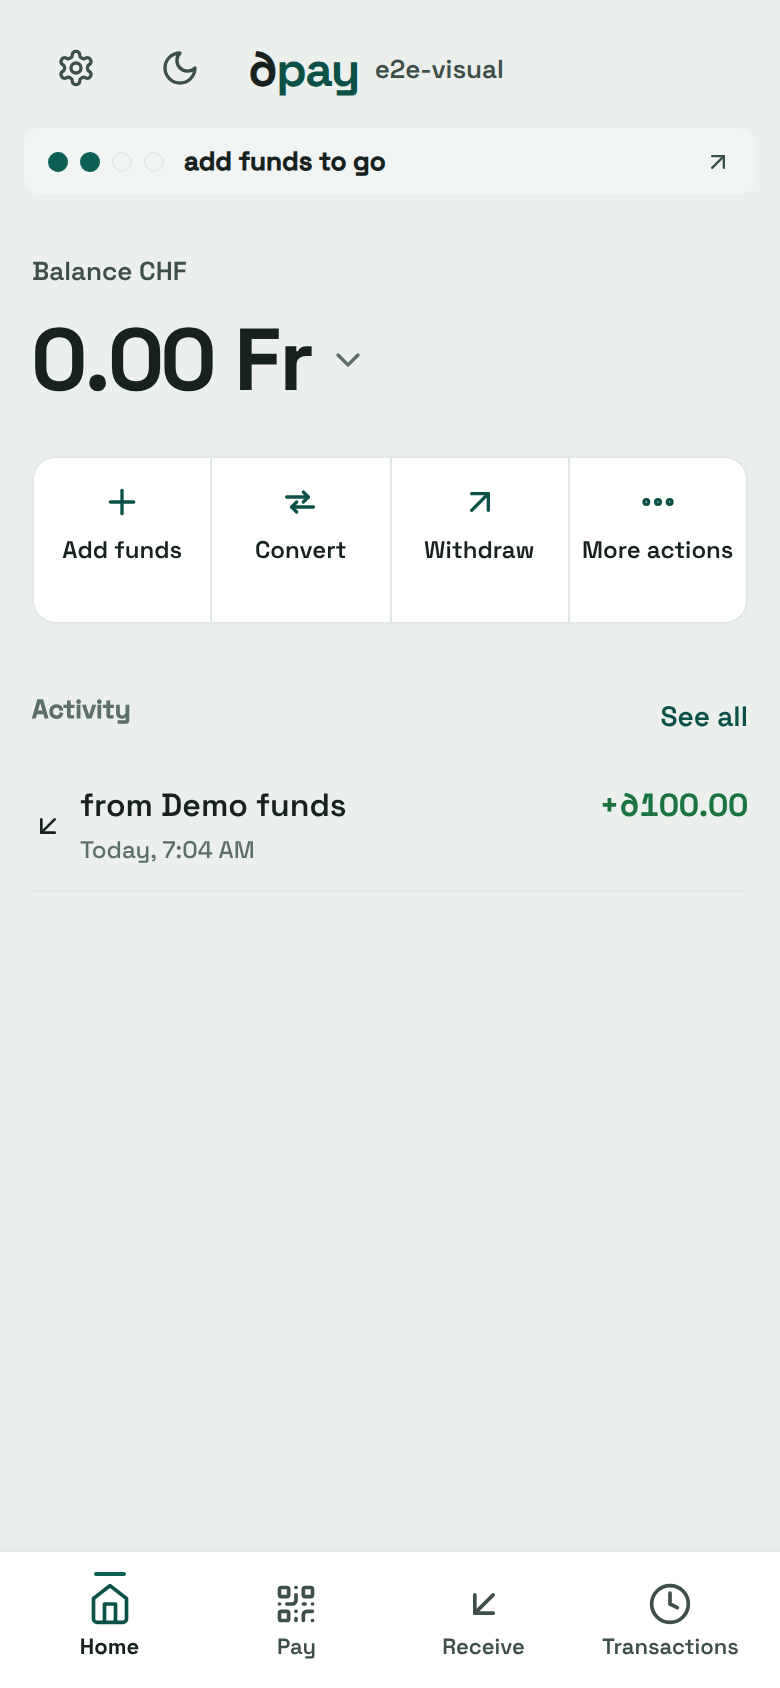 ∂pay e2e-visual
add funds to go
Balance CHF
0.00 Fr
Add funds
Convert
Withdraw
More actions
Activity
See all
from Demo funds
+∂100.00
Today, 7:04 AM
Home
Pay
Receive
Transactions